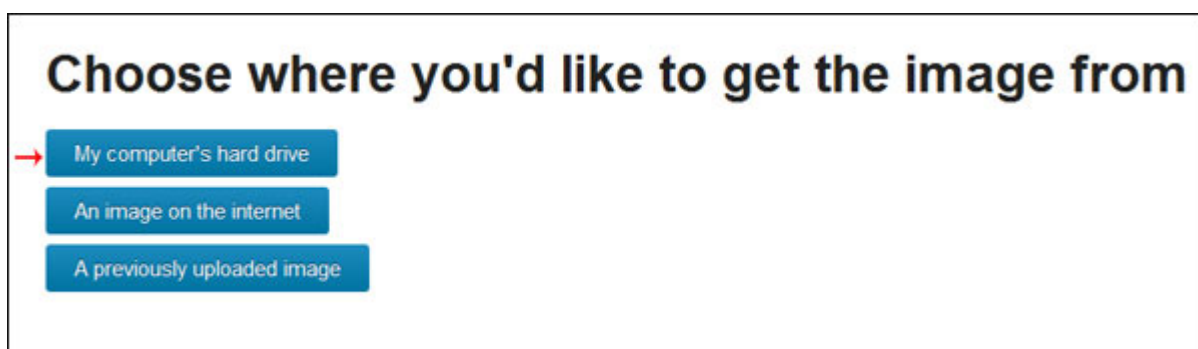 Choose where you'd like to get the image from
My computer's hard drive
An image on the internet
A previously uploaded image